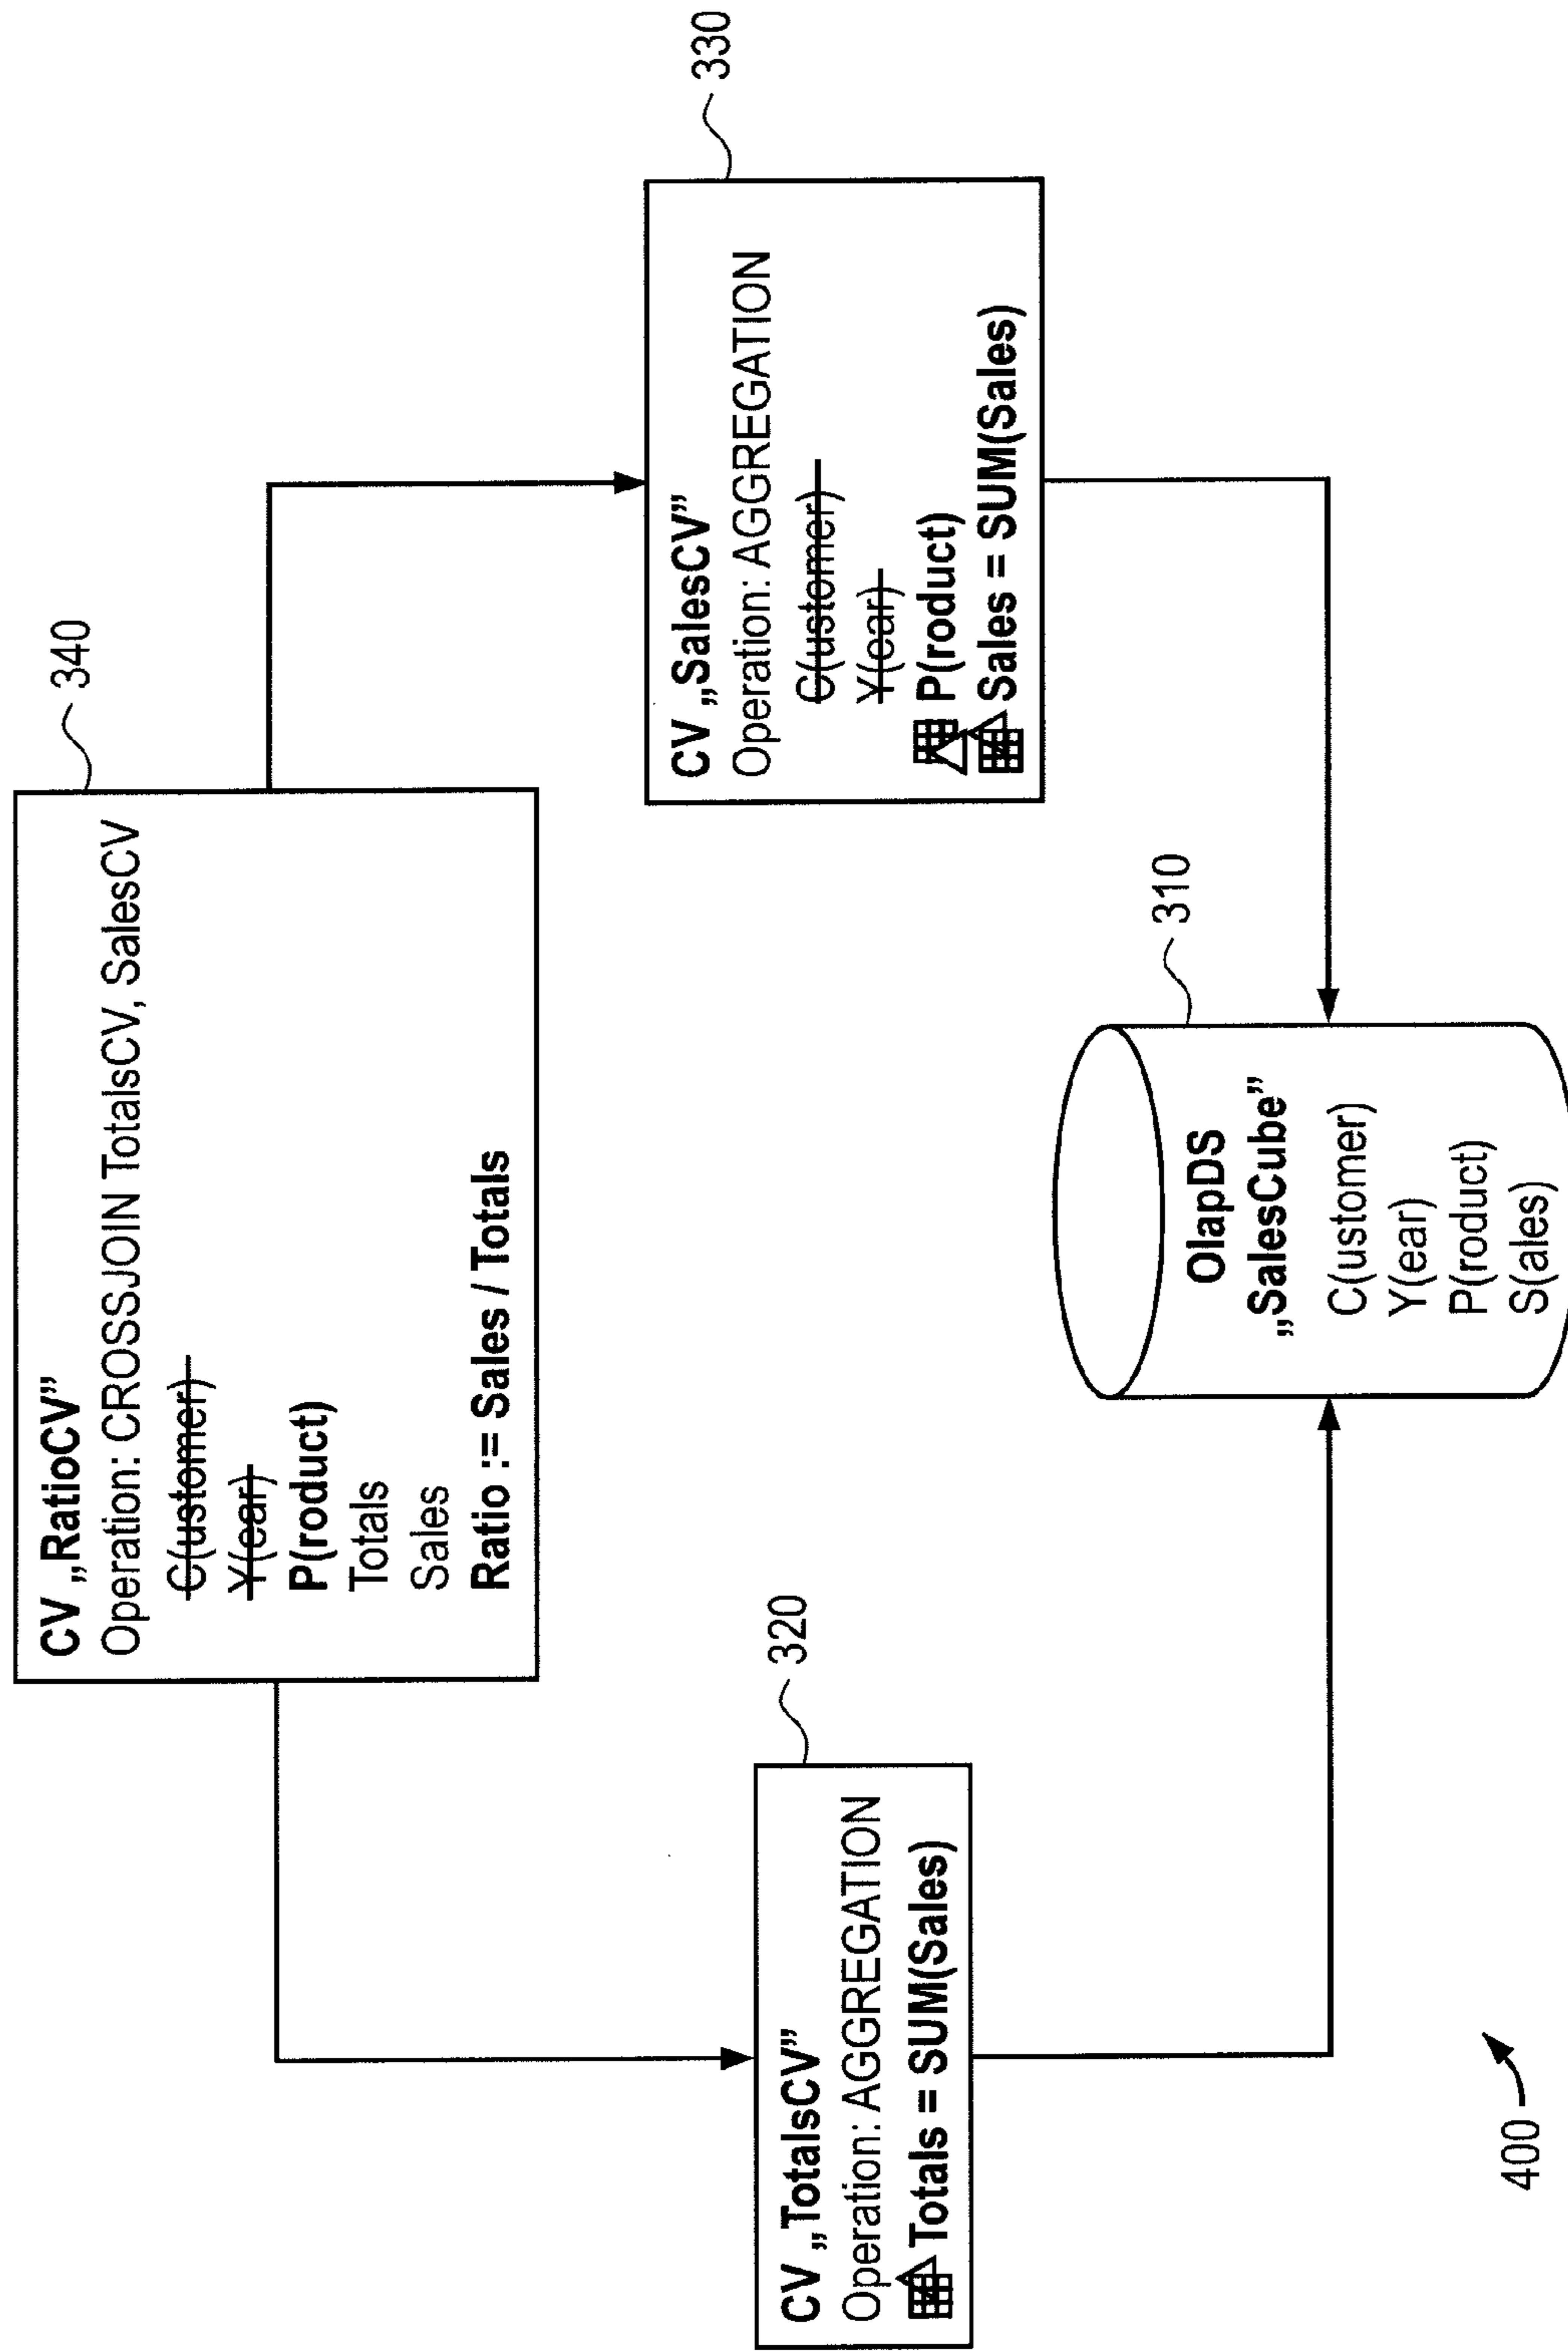 340
CV „RatioCV”
Operation: CROSSJOIN TotalsCV, SalesCV
C(ustomer)
Y(ear)
P(roduct)
Totals
Sales
Ratio := Sales / Totals
320
CV „TotalsCV”
Operation: AGGREGATION
Totals = SUM(Sales)
330
CV „SalesCV”
Operation: AGGREGATION
C(ustomer)
Y(ear)
P(roduct)
Sales = SUM(Sales)
310
OlapDS
„SalesCube”
C(ustomer)
Y(ear)
P(roduct)
S(ales)
400